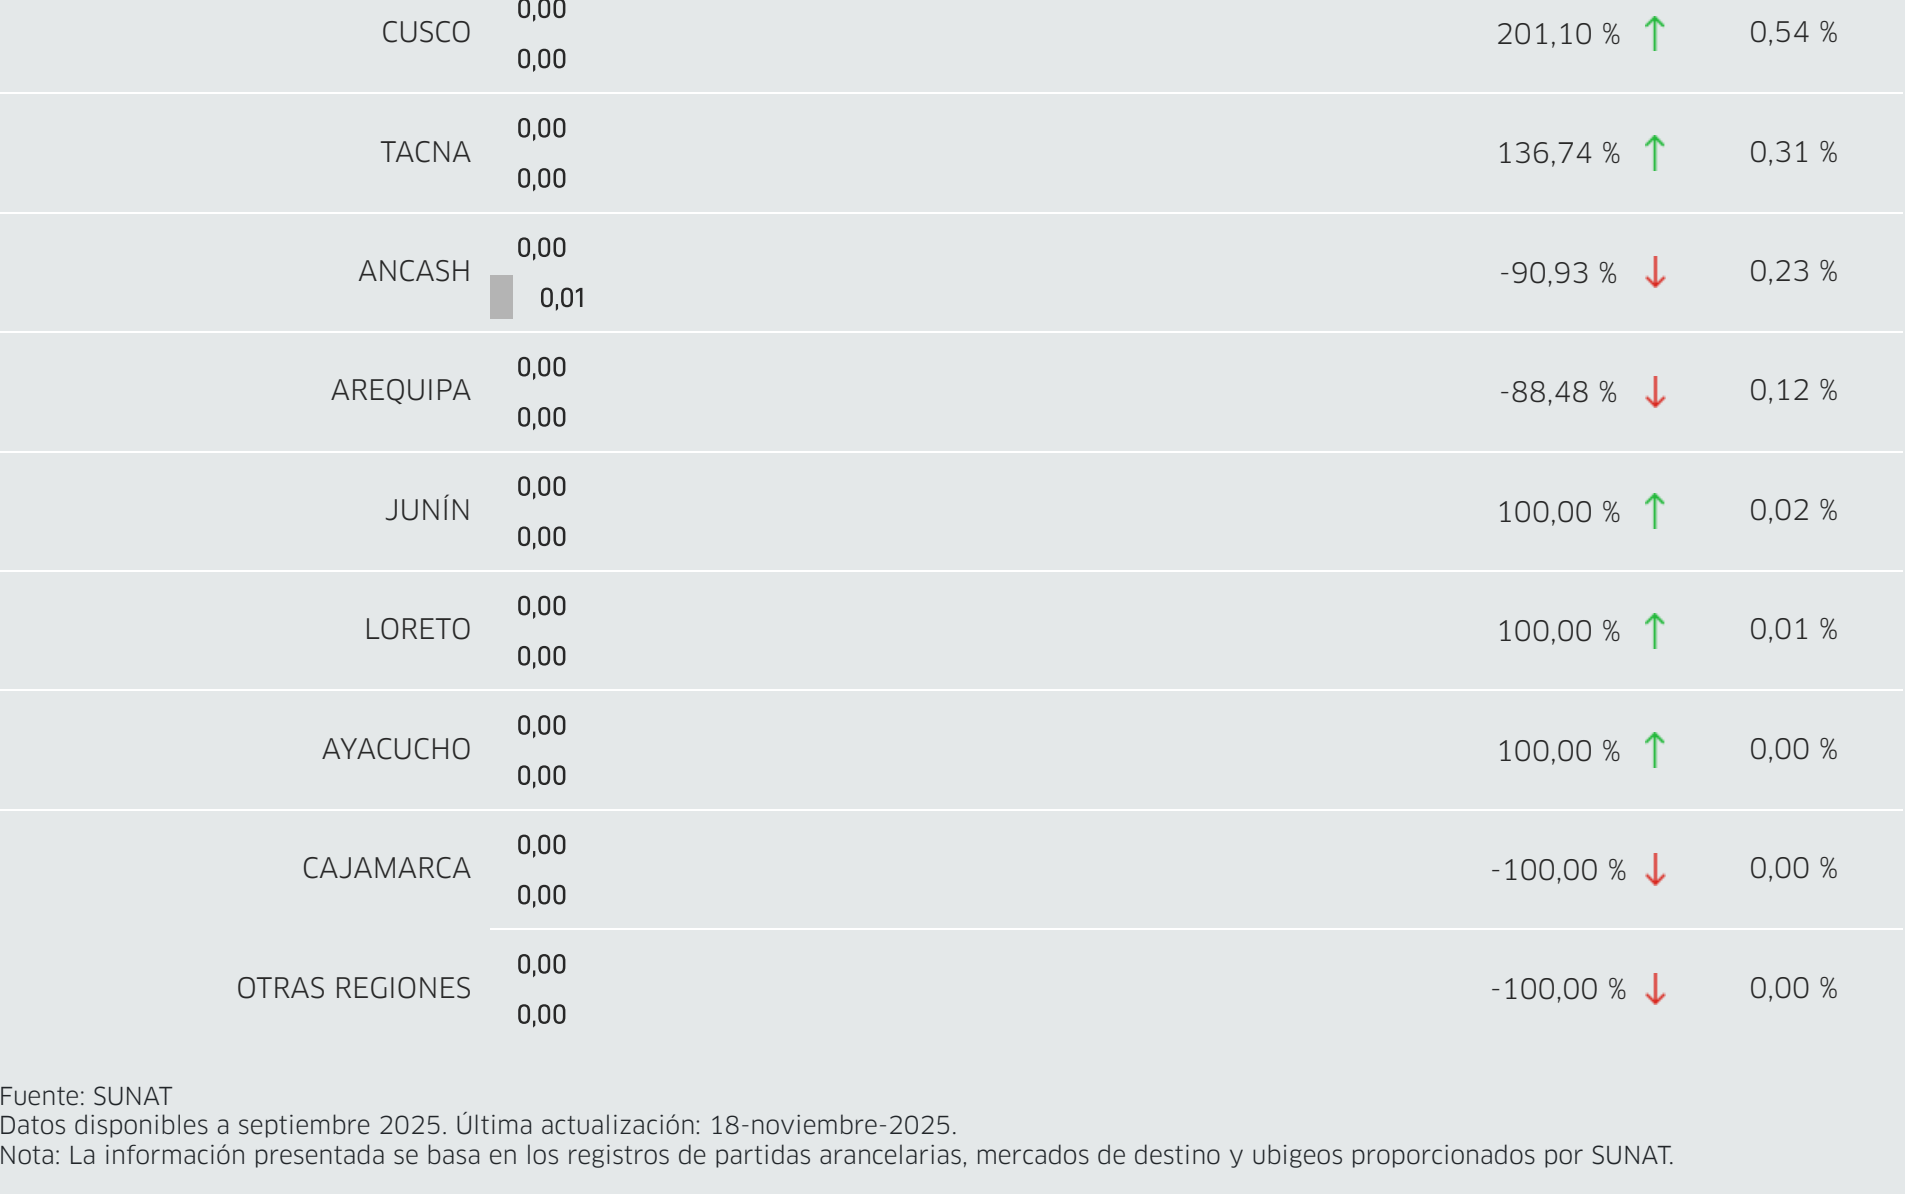 0,00
CUSCO 201,10 % ↑ 0,54 %
0,00
0,00
TACNA 136,74 % ↑ 0,31 %
0,00
0,00
ANCASH -90,93 % ↓ 0,23 %
0,01
0,00
AREQUIPA -88,48 % ↓ 0,12 %
0,00
0,00
JUNÍN 100,00 % ↑ 0,02 %
0,00
0,00
LORETO 100,00 % ↑ 0,01 %
0,00
0,00
AYACUCHO 100,00 % ↑ 0,00 %
0,00
0,00
CAJAMARCA -100,00 % ↓ 0,00 %
0,00
0,00
OTRAS REGIONES -100,00 % ↓ 0,00 %
0,00
Fuente: SUNAT
Datos disponibles a septiembre 2025. Última actualización: 18-noviembre-2025.
Nota: La información presentada se basa en los registros de partidas arancelarias, mercados de destino y ubigeos proporcionados por SUNAT.